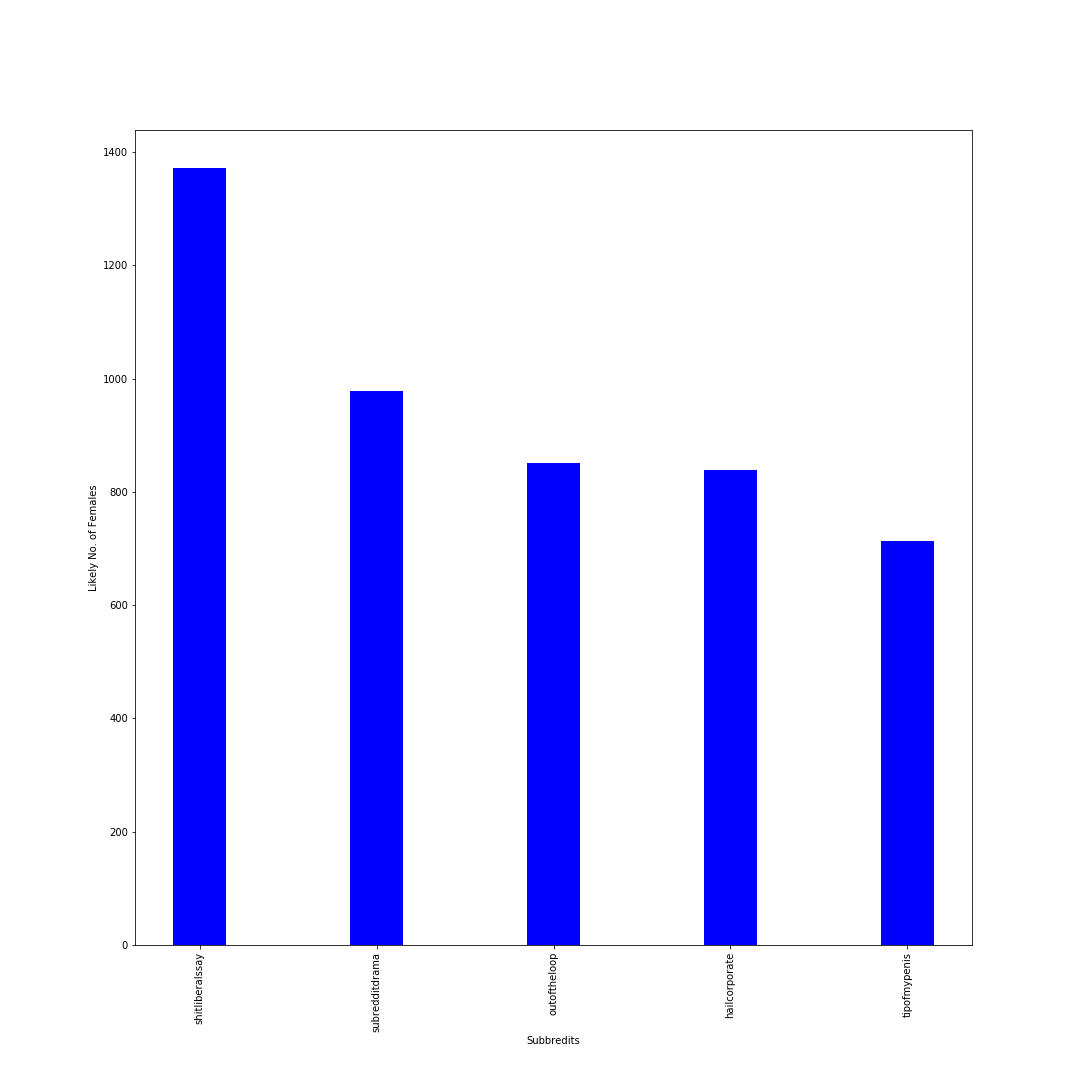 1400
1200
1000
800
600
400
200
0
Likely No. of Females
shitliberalssay
subredditdrama
outoftheloop
hailcorporate
tipofmypenis
Subbredits